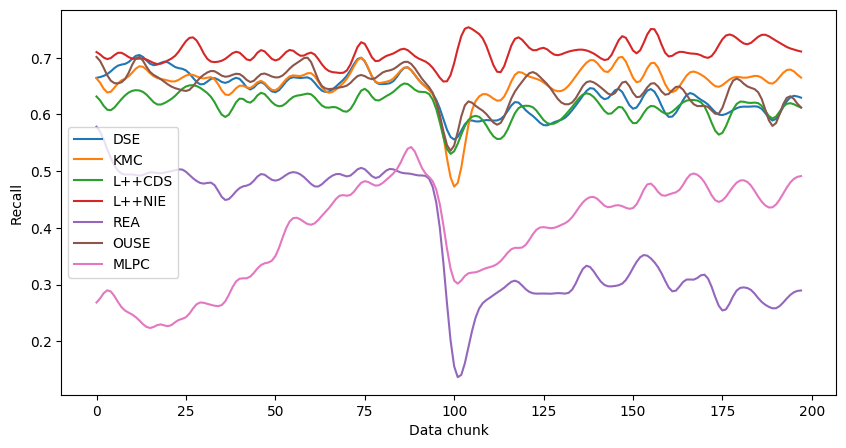 0.7
0.6
0.5
0.4
0.3
0.2
Recall
DSE
KMC
L++CDS
L++NIE
REA
OUSE
MLPC
0 25 50 75 100 125 150 175 200
Data chunk